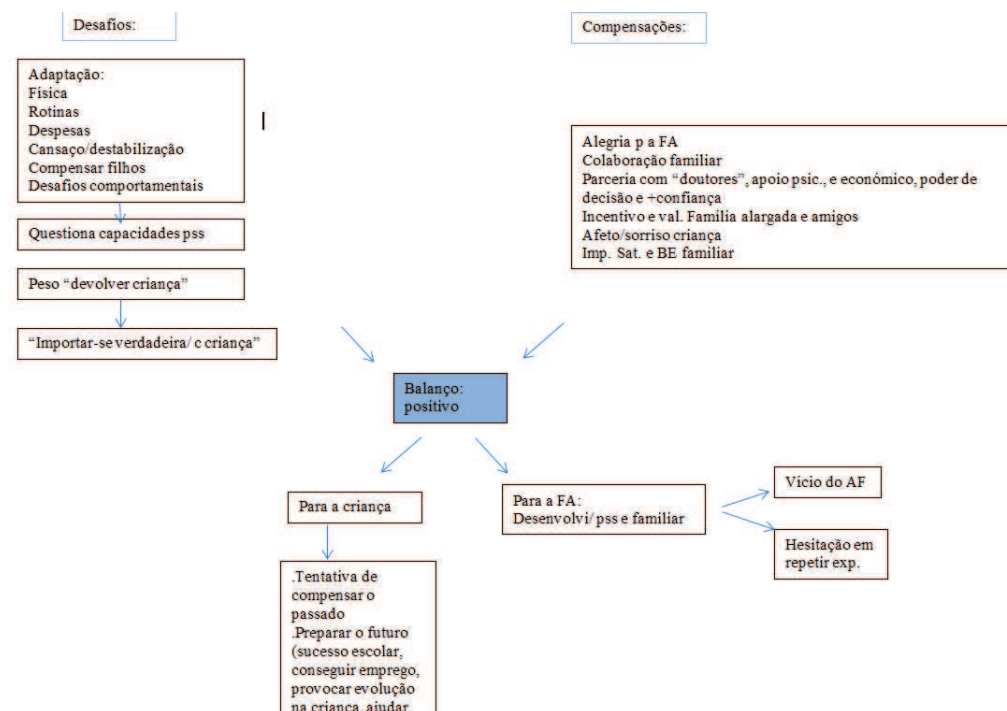 Desafios:
Compensações:
Adaptação:
Física
Rotinas
Despesas
Cansaço/destabilização
Compensar filhos
Desafios comportamentais
Questiona capacidades pss
Peso “devolver criança”
“Importar-se verdadeira/ c criança”
Alegria p a FA
Colaboração familiar
Parceria com “doutores”, apoio psic., e económico, poder de
decisão e +confiança
Incentivo e val. Família alargada e amigos
Afeto/sorriso criança
Imp. Sat. e BE familiar
Balanço:
positivo
Para a criança
.Tentativa de
compensar o
passado
.Preparar o futuro
(sucesso escolar,
conseguir emprego,
provocar evolução
na criança, ajudar
Para a FA:
Desenvolvi/ pss e familiar
Vício do AF
Hesitação em
repetir exp.